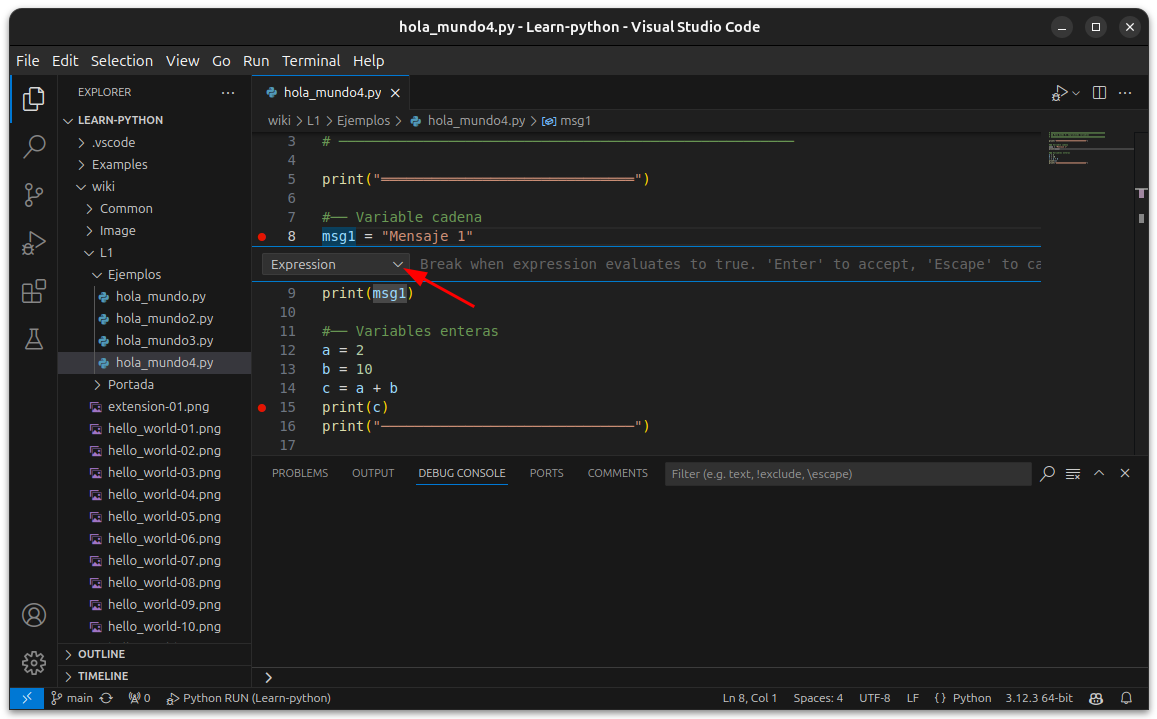 hola_mundo4.py - Learn-python - Visual Studio Code
File Edit Selection View Go Run Terminal Help
EXPLORER
LEARN-PYTHON
.vscode
Examples
wiki
Common
Image
L1
Ejemplos
hola_mundo.py
hola_mundo2.py
hola_mundo3.py
hola_mundo4.py
Portada
extension-01.png
hello_world-01.png
hello_world-02.png
hello_world-03.png
hello_world-04.png
hello_world-05.png
hello_world-06.png
hello_world-07.png
hello_world-08.png
hello_world-09.png
hello_world-10.png
OUTLINE
TIMELINE
hola_mundo4.py
wiki > L1 > Ejemplos > hola_mundo4.py > msg1
3 # ──────────────────────────────────────────────────────
4
5 print("══════════════════════════════")
6
7 #── Variable cadena
8 msg1 = "Mensaje 1"
Expression Break when expression evaluates to true. 'Enter' to accept, 'Escape' to ca
9 print(msg1)
10
11 #── Variables enteras
12 a = 2
13 b = 10
14 c = a + b
15 print(c)
16 print("──────────────────────────────")
17
PROBLEMS OUTPUT DEBUG CONSOLE PORTS COMMENTS Filter (e.g. text, !exclude, \escape)
>
main 0 Python RUN (Learn-python) Ln 8, Col 1 Spaces: 4 UTF-8 LF {} Python 3.12.3 64-bit